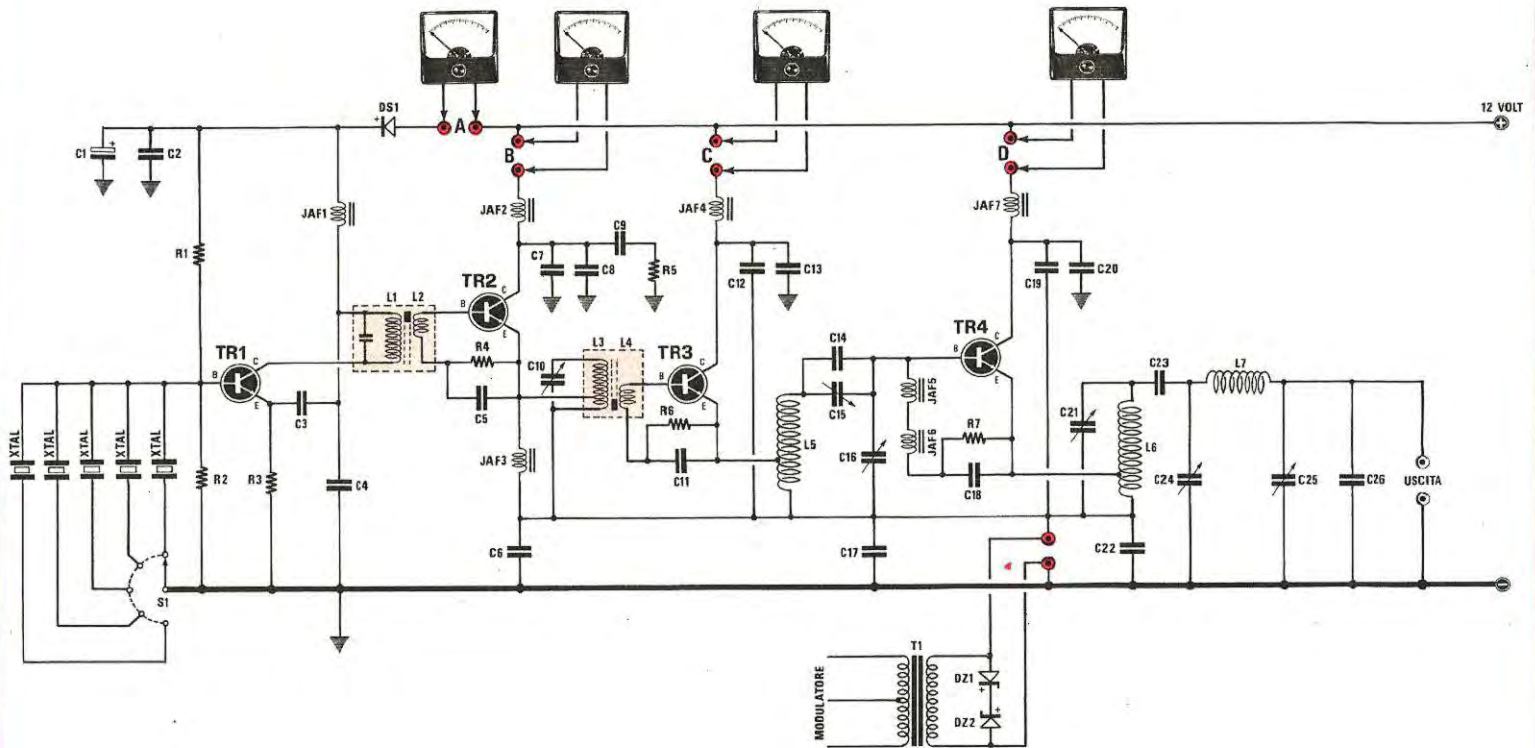 DS1
A
12 VOLT
C1
+
C2
B
C
D
JAF1
JAF2
JAF4
JAF7
R1
C9
C7
C8
R5
C12
C13
C19
C20
TR2
B
C
E
L1
L2
TR1
B
C
E
R4
C5
C3
C10
L3
L4
TR3
B
C
E
R6
C11
C14
C15
L5
C16
TR4
B
C
E
JAF5
JAF6
R7
C18
C21
C23
L7
L6
XTAL
XTAL
XTAL
XTAL
XTAL
R2
R3
C4
JAF3
C24
C25
C26
USCITA
C6
C17
C22
S1
MODULATORE
T1
DZ1
+
+
DZ2